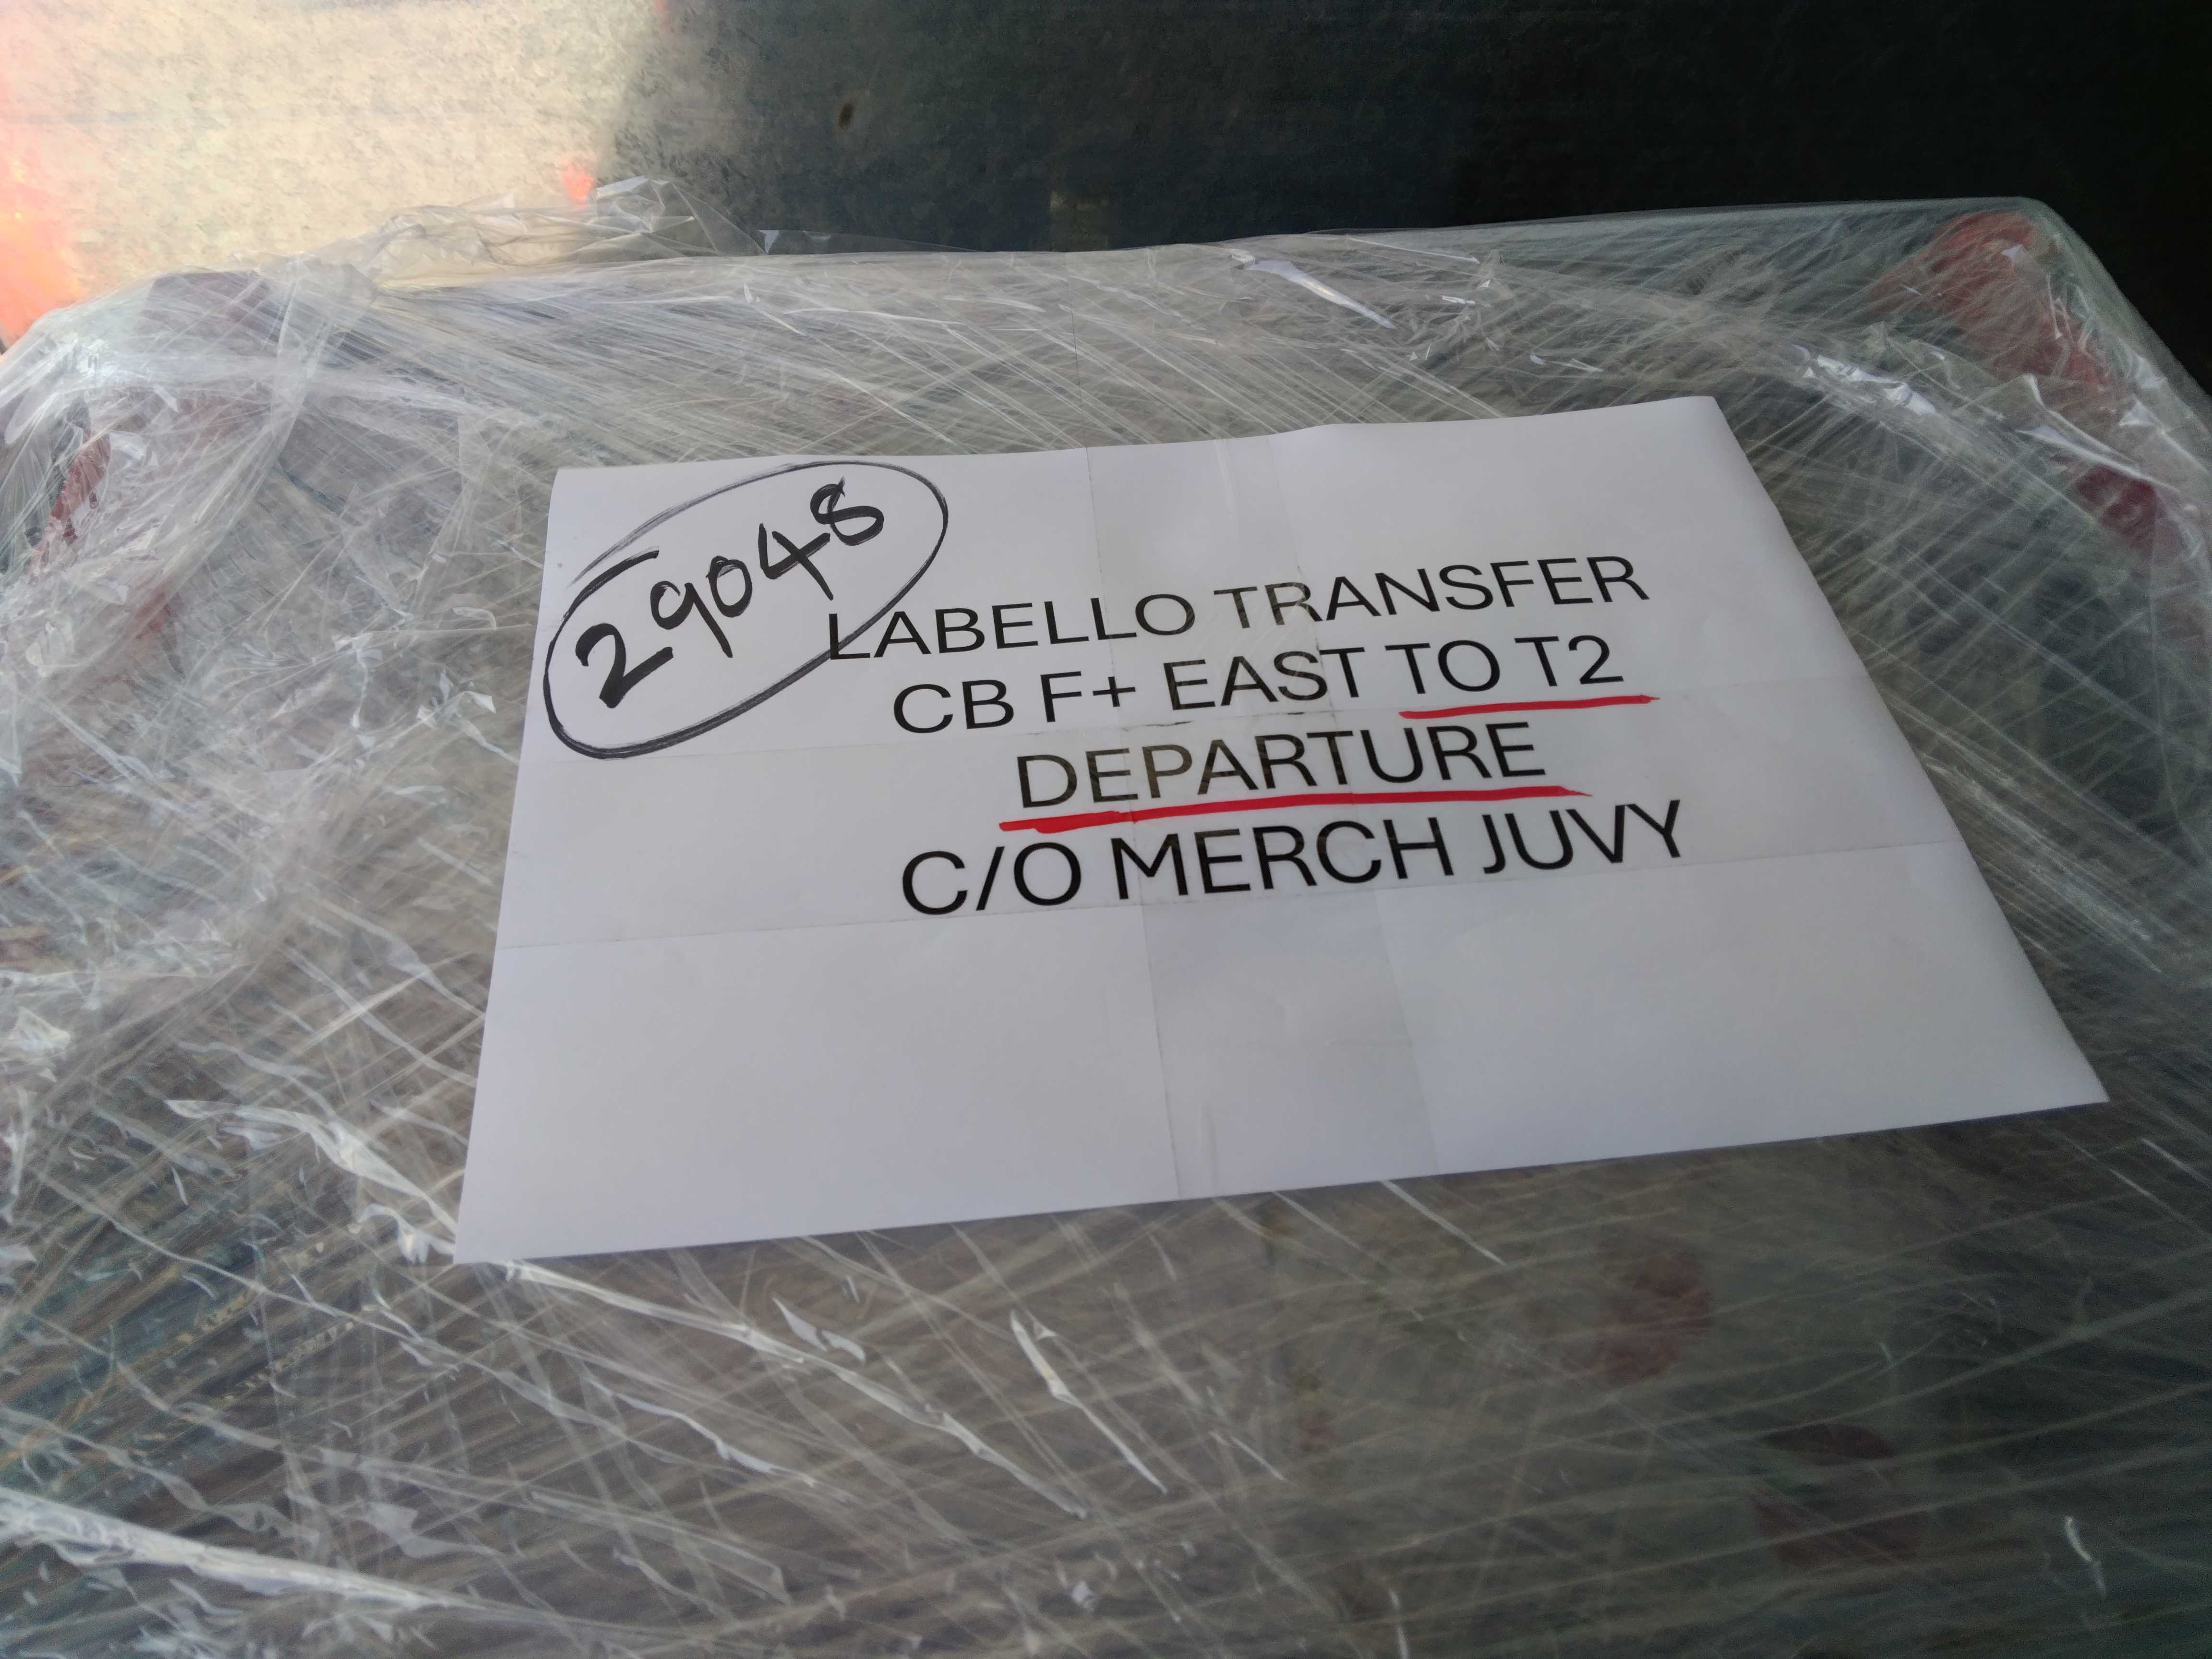 29048
LABELLO TRANSFER
CB F+ EAST TO T2
DEPARTURE
C/O MERCH JUVY